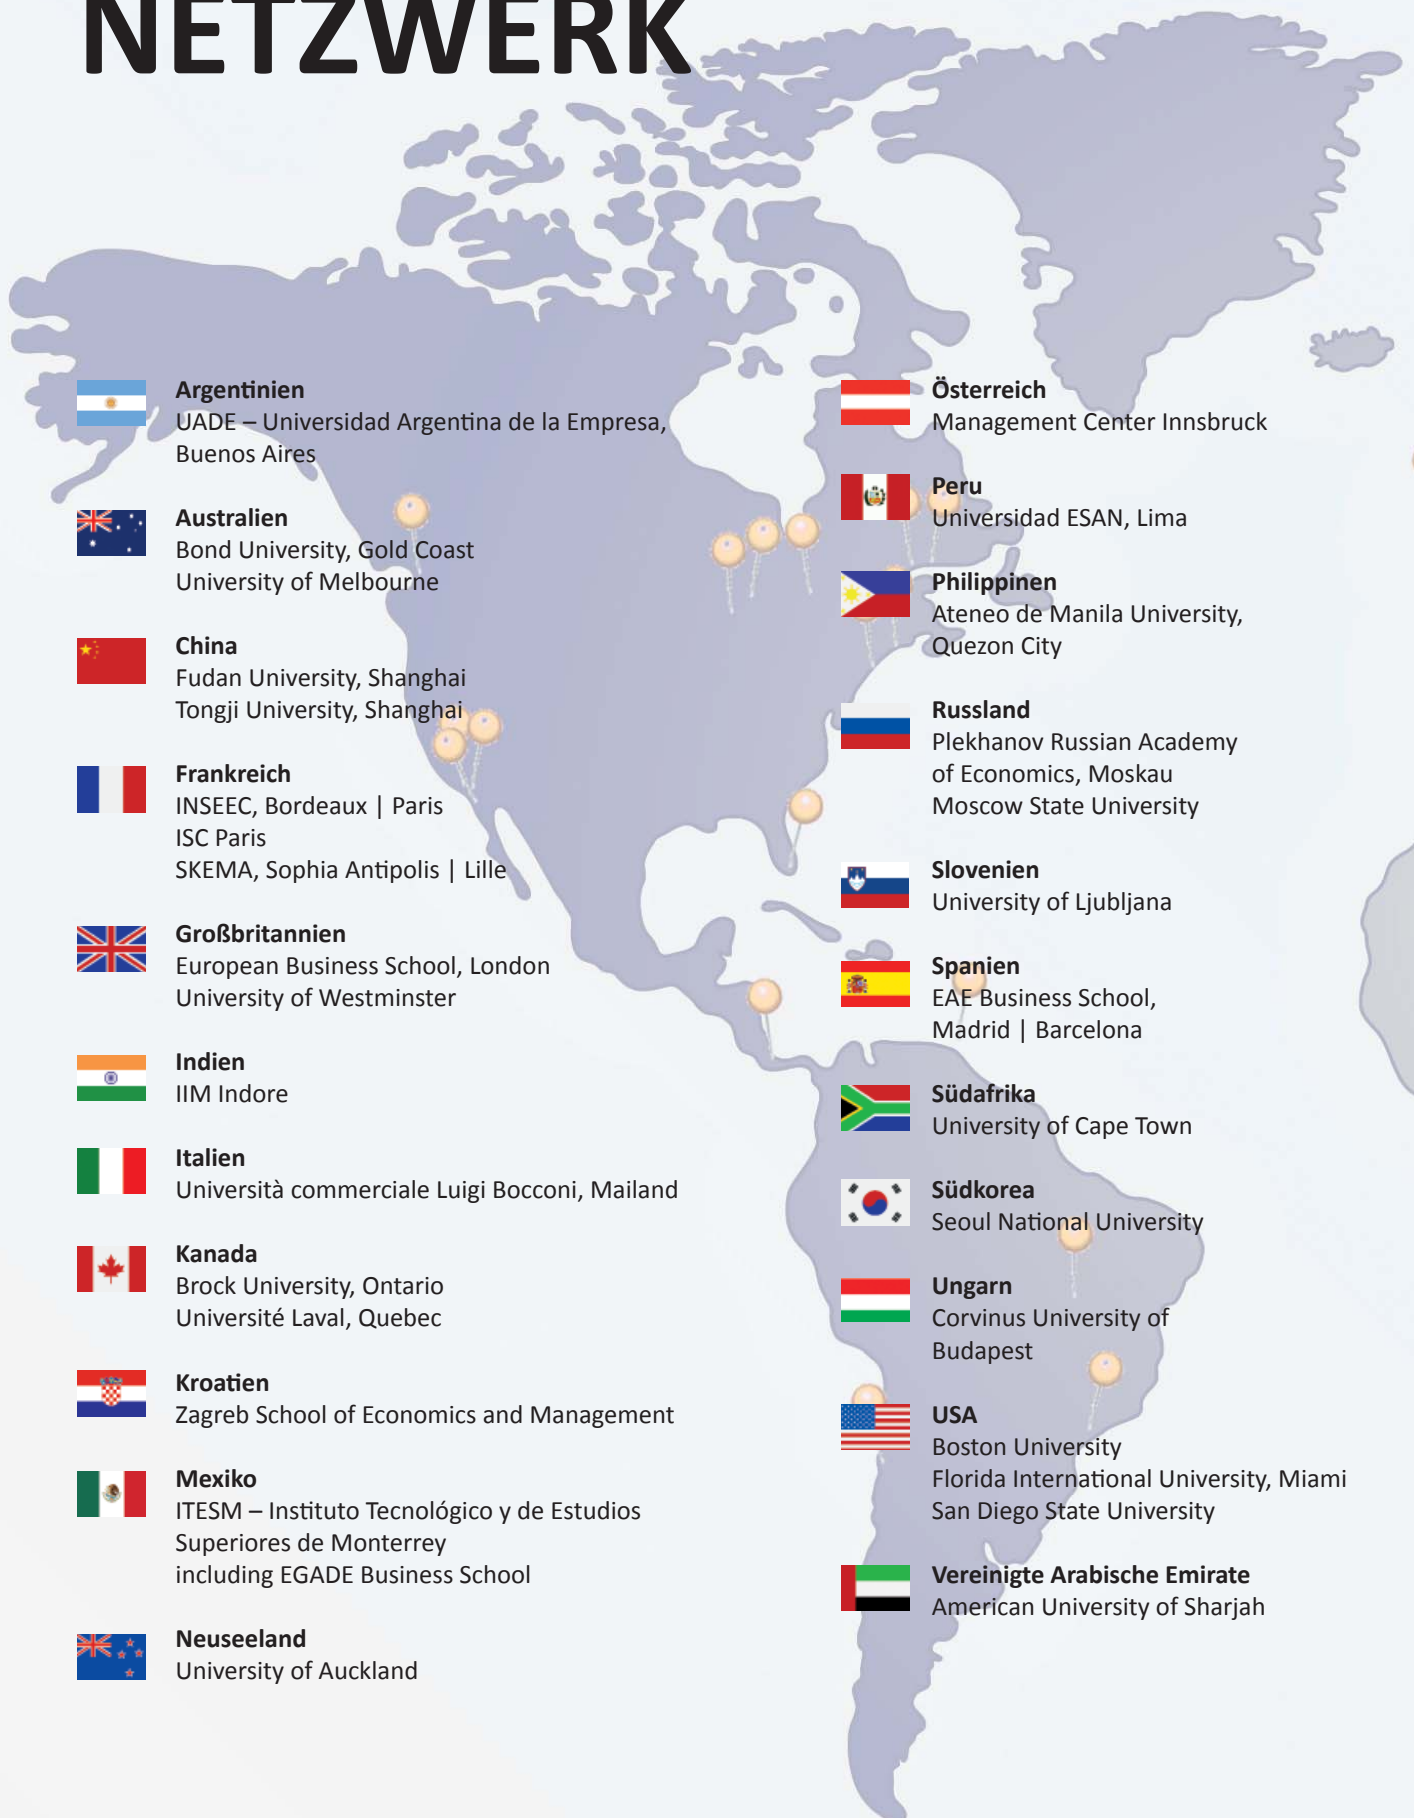 NETZWERK
Argentinien
UADE – Universidad Argentina de la Empresa,
Buenos Aires
Australien
Bond University, Gold Coast
University of Melbourne
China
Fudan University, Shanghai
Tongji University, Shanghai
Frankreich
INSEEC, Bordeaux | Paris
ISC Paris
SKEMA, Sophia Antipolis | Lille
Großbritannien
European Business School, London
University of Westminster
Indien
IIM Indore
Italien
Università commerciale Luigi Bocconi, Mailand
Kanada
Brock University, Ontario
Université Laval, Quebec
Kroatien
Zagreb School of Economics and Management
Mexiko
ITESM – Instituto Tecnológico y de Estudios
Superiores de Monterrey
including EGADE Business School
Neuseeland
University of Auckland
Österreich
Management Center Innsbruck
Peru
Universidad ESAN, Lima
Philippinen
Ateneo de Manila University,
Quezon City
Russland
Plekhanov Russian Academy
of Economics, Moskau
Moscow State University
Slovenien
University of Ljubljana
Spanien
EAE Business School,
Madrid | Barcelona
Südafrika
University of Cape Town
Südkorea
Seoul National University
Ungarn
Corvinus University of
Budapest
USA
Boston University
Florida International University, Miami
San Diego State University
Vereinigte Arabische Emirate
American University of Sharjah